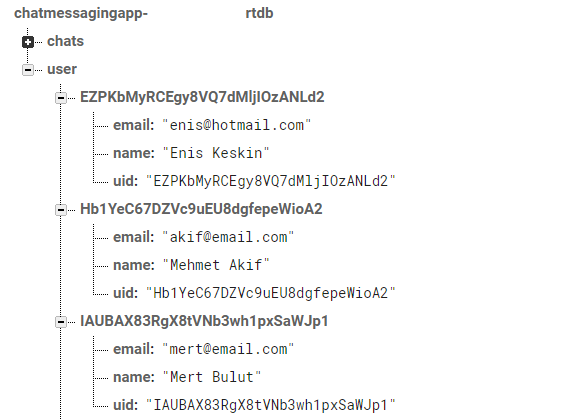 chatmessagingapp- rtdb
chats
user
EZPKbMyRCEgy8VQ7dMljIOzANLd2
email: "enis@hotmail.com"
name: "Enis Keskin"
uid: "EZPKbMyRCEgy8VQ7dMljIOzANLd2"
Hb1YeC67DZVc9uEU8dgfepeWioA2
email: "akif@email.com"
name: "Mehmet Akif"
uid: "Hb1YeC67DZVc9uEU8dgfepeWioA2"
IAUBAX83RgX8tVNb3wh1pxSaWJp1
email: "mert@email.com"
name: "Mert Bulut"
uid: "IAUBAX83RgX8tVNb3wh1pxSaWJp1"